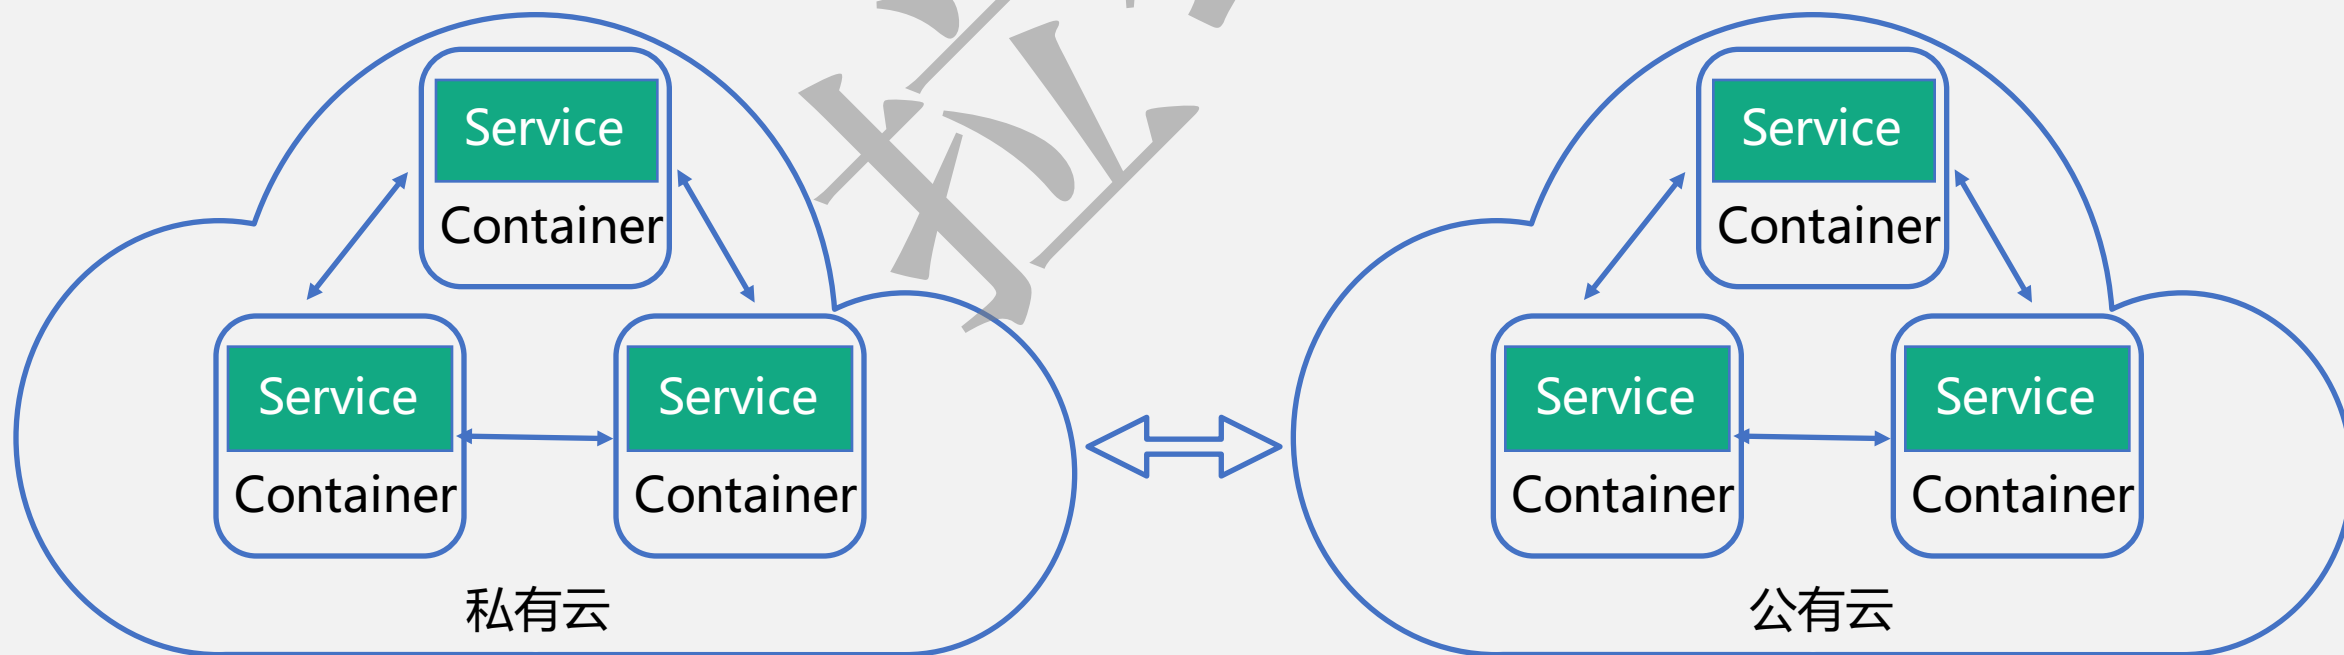 Service
Container
Service
Container
Service
Container
私有云
Service
Container
Service
Container
Service
Container
公有云